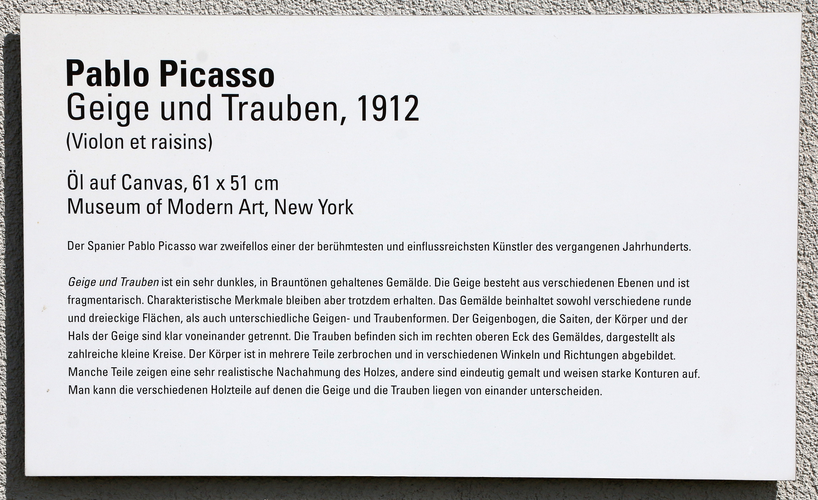 Pablo Picasso
Geige und Trauben, 1912
(Violon et raisins)
Öl auf Canvas, 61 x 51 cm
Museum of Modern Art, New York
Der Spanier Pablo Picasso war zweifellos einer der berühmtesten und einflussreichsten Künstler des vergangenen Jahrhunderts.
Geige und Trauben ist ein sehr dunkles, in Brauntönen gehaltenes Gemälde. Die Geige besteht aus verschiedenen Ebenen und ist
fragmentarisch. Charakteristische Merkmale bleiben aber trotzdem erhalten. Das Gemälde beinhaltet sowohl verschiedene runde
und dreieckige Flächen, als auch unterschiedliche Geigen- und Traubenformen. Der Geigenbogen, die Saiten, der Körper und der
Hals der Geige sind klar voneinander getrennt. Die Trauben befinden sich im rechten oberen Eck des Gemäldes, dargestellt als
zahlreiche kleine Kreise. Der Körper ist in mehrere Teile zerbrochen und in verschiedenen Winkeln und Richtungen abgebildet.
Manche Teile zeigen eine sehr realistische Nachahmung des Holzes, andere sind eindeutig gemalt und weisen starke Konturen auf.
Man kann die verschiedenen Holzteile auf denen die Geige und die Trauben liegen von einander unterscheiden.